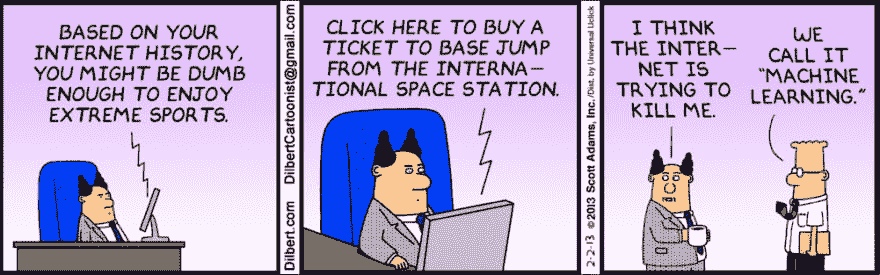 BASED ON YOUR
INTERNET HISTORY,
YOU MIGHT BE DUMB
ENOUGH TO ENJOY
EXTREME SPORTS.
Dilbert.com DilbertCartoonist@gmail.com
CLICK HERE TO BUY A
TICKET TO BASE JUMP
FROM THE INTERNA-
TIONAL SPACE STATION.
2-2-13 ©2013 Scott Adams, Inc. /Dist. by Universal Uclick
I THINK
THE INTER-
NET IS
TRYING TO
KILL ME.
WE
CALL IT
"MACHINE
LEARNING."